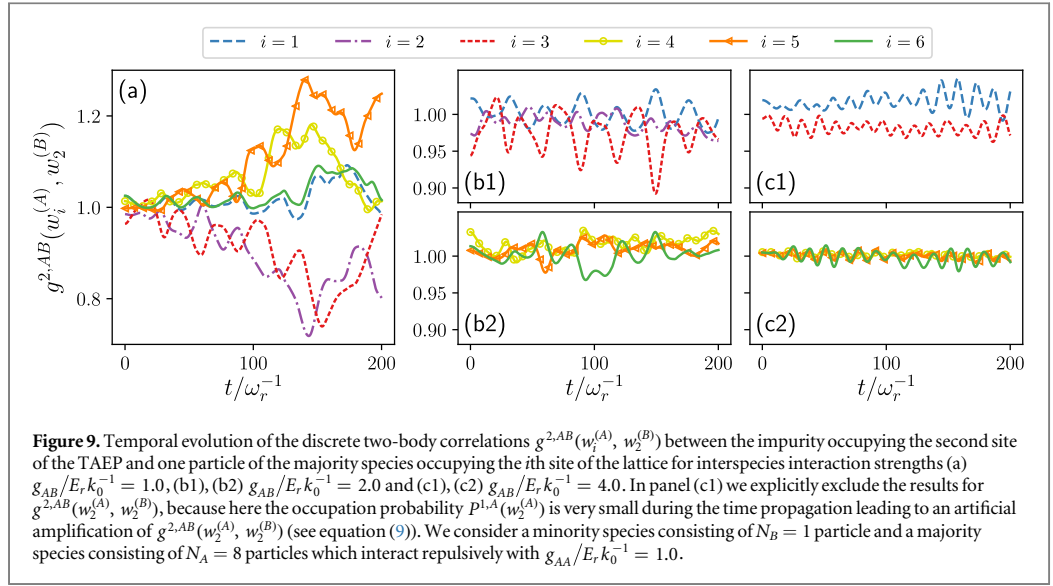 i = 1 i = 2 i = 3 i = 4 i = 5 i = 6
(a)
1.2
1.0
0.8
g^{2,AB}(w_i^{(A)}, w_2^{(B)})
0 100 200
t/ω_r^{-1}
1.00
0.95
0.90
(b1)
(c1)
1.00
0.95
0.90
(b2)
(c2)
0 100 200
0 100 200
t/ω_r^{-1}
t/ω_r^{-1}
Figure 9. Temporal evolution of the discrete two-body correlations g^{2,AB}(w_i^{(A)}, w_2^{(B)}) between the impurity occupying the second site
of the TAEP and one particle of the majority species occupying the ith site of the lattice for interspecies interaction strengths (a)
g_{AB}/E_r k_0^{-1} = 1.0, (b1), (b2) g_{AB}/E_r k_0^{-1} = 2.0 and (c1), (c2) g_{AB}/E_r k_0^{-1} = 4.0. In panel (c1) we explicitly exclude the results for
g^{2,AB}(w_2^{(A)}, w_2^{(B)}), because here the occupation probability P^{1,A}(w_2^{(A)}) is very small during the time propagation leading to an artificial
amplification of g^{2,AB}(w_2^{(A)}, w_2^{(B)}) (see equation (9)). We consider a minority species consisting of N_B = 1 particle and a majority
species consisting of N_A = 8 particles which interact repulsively with g_{AA}/E_r k_0^{-1} = 1.0.